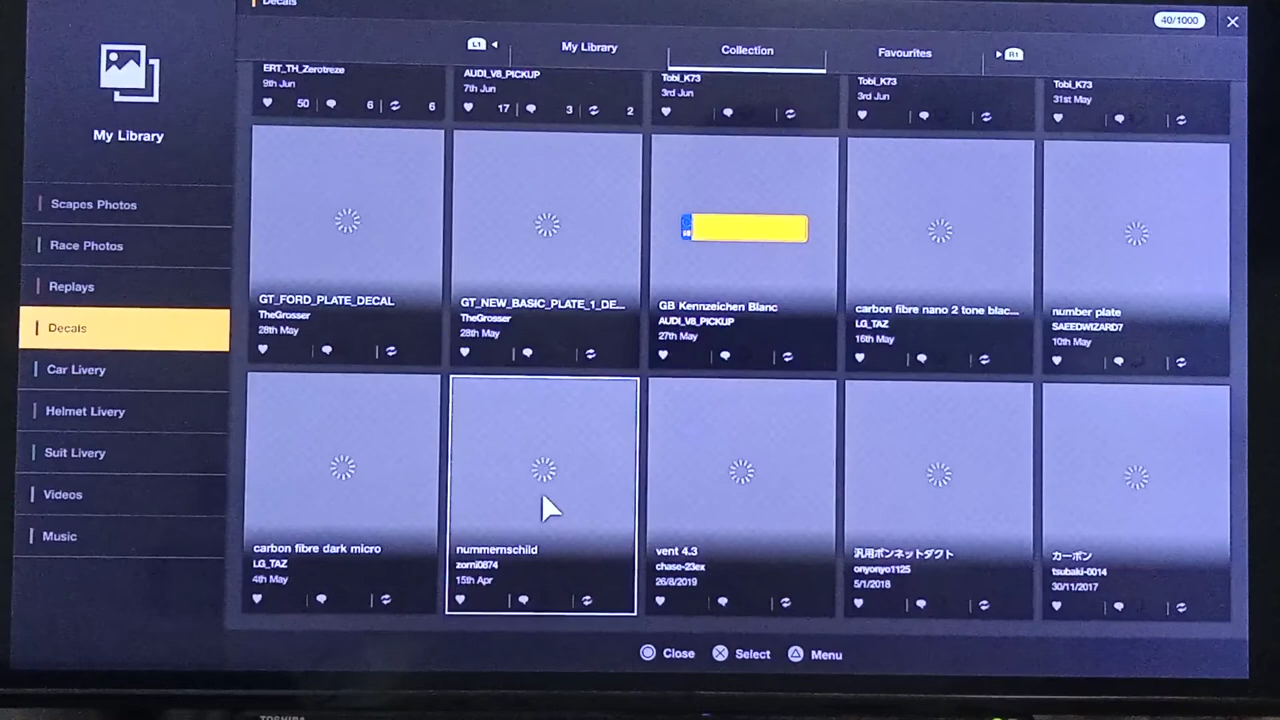 Decals
40/1000
L1
My Library
Collection
Favourites
R1
My Library
Scapes Photos
Race Photos
Replays
Decals
Car Livery
Helmet Livery
Suit Livery
Videos
Music
ERT_TH_Zerotreze
9th Jun
50 6 6
AUDI_V8_PICKUP
7th Jun
17 3 2
Tobi_K73
3rd Jun
Tobi_K73
3rd Jun
Tobi_K73
31st May
GT_FORD_PLATE_DECAL
TheGrosser
28th May
GT_NEW_BASIC_PLATE_1_DE...
TheGrosser
28th May
GB Kennzeichen Blanc
AUDI_V8_PICKUP
27th May
carbon fibre nano 2 tone blac...
LG_TAZ
16th May
number plate
SAEEDWIZARD7
10th May
carbon fibre dark micro
LG_TAZ
4th May
nummernschild
zorni0874
15th Apr
vent 4.3
chase-23ex
26/8/2019
汎用ボンネットダクト
onyonyo1125
5/1/2018
カーボン
tsubaki-0014
30/11/2017
Close
Select
Menu
TOSHIBA